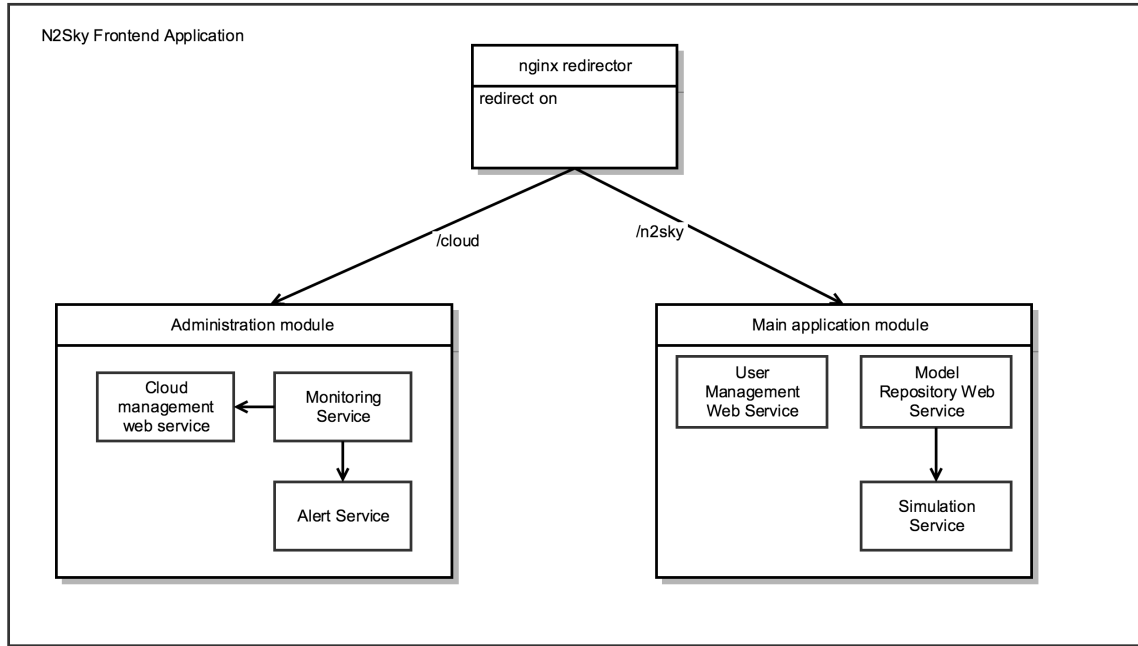 N2Sky Frontend Application
nginx redirector
redirect on
/cloud
/n2sky
Administration module
Cloud
management
web service
Monitoring
Service
Alert Service
Main application module
User
Management
Web Service
Model
Repository Web
Service
Simulation
Service